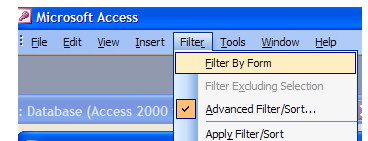 Microsoft Access
File Edit View Insert Filter Tools Window Help
Filter By Form
Filter Excluding Selection
: Database (Access 2000
Advanced Filter/Sort...
Apply Filter/Sort